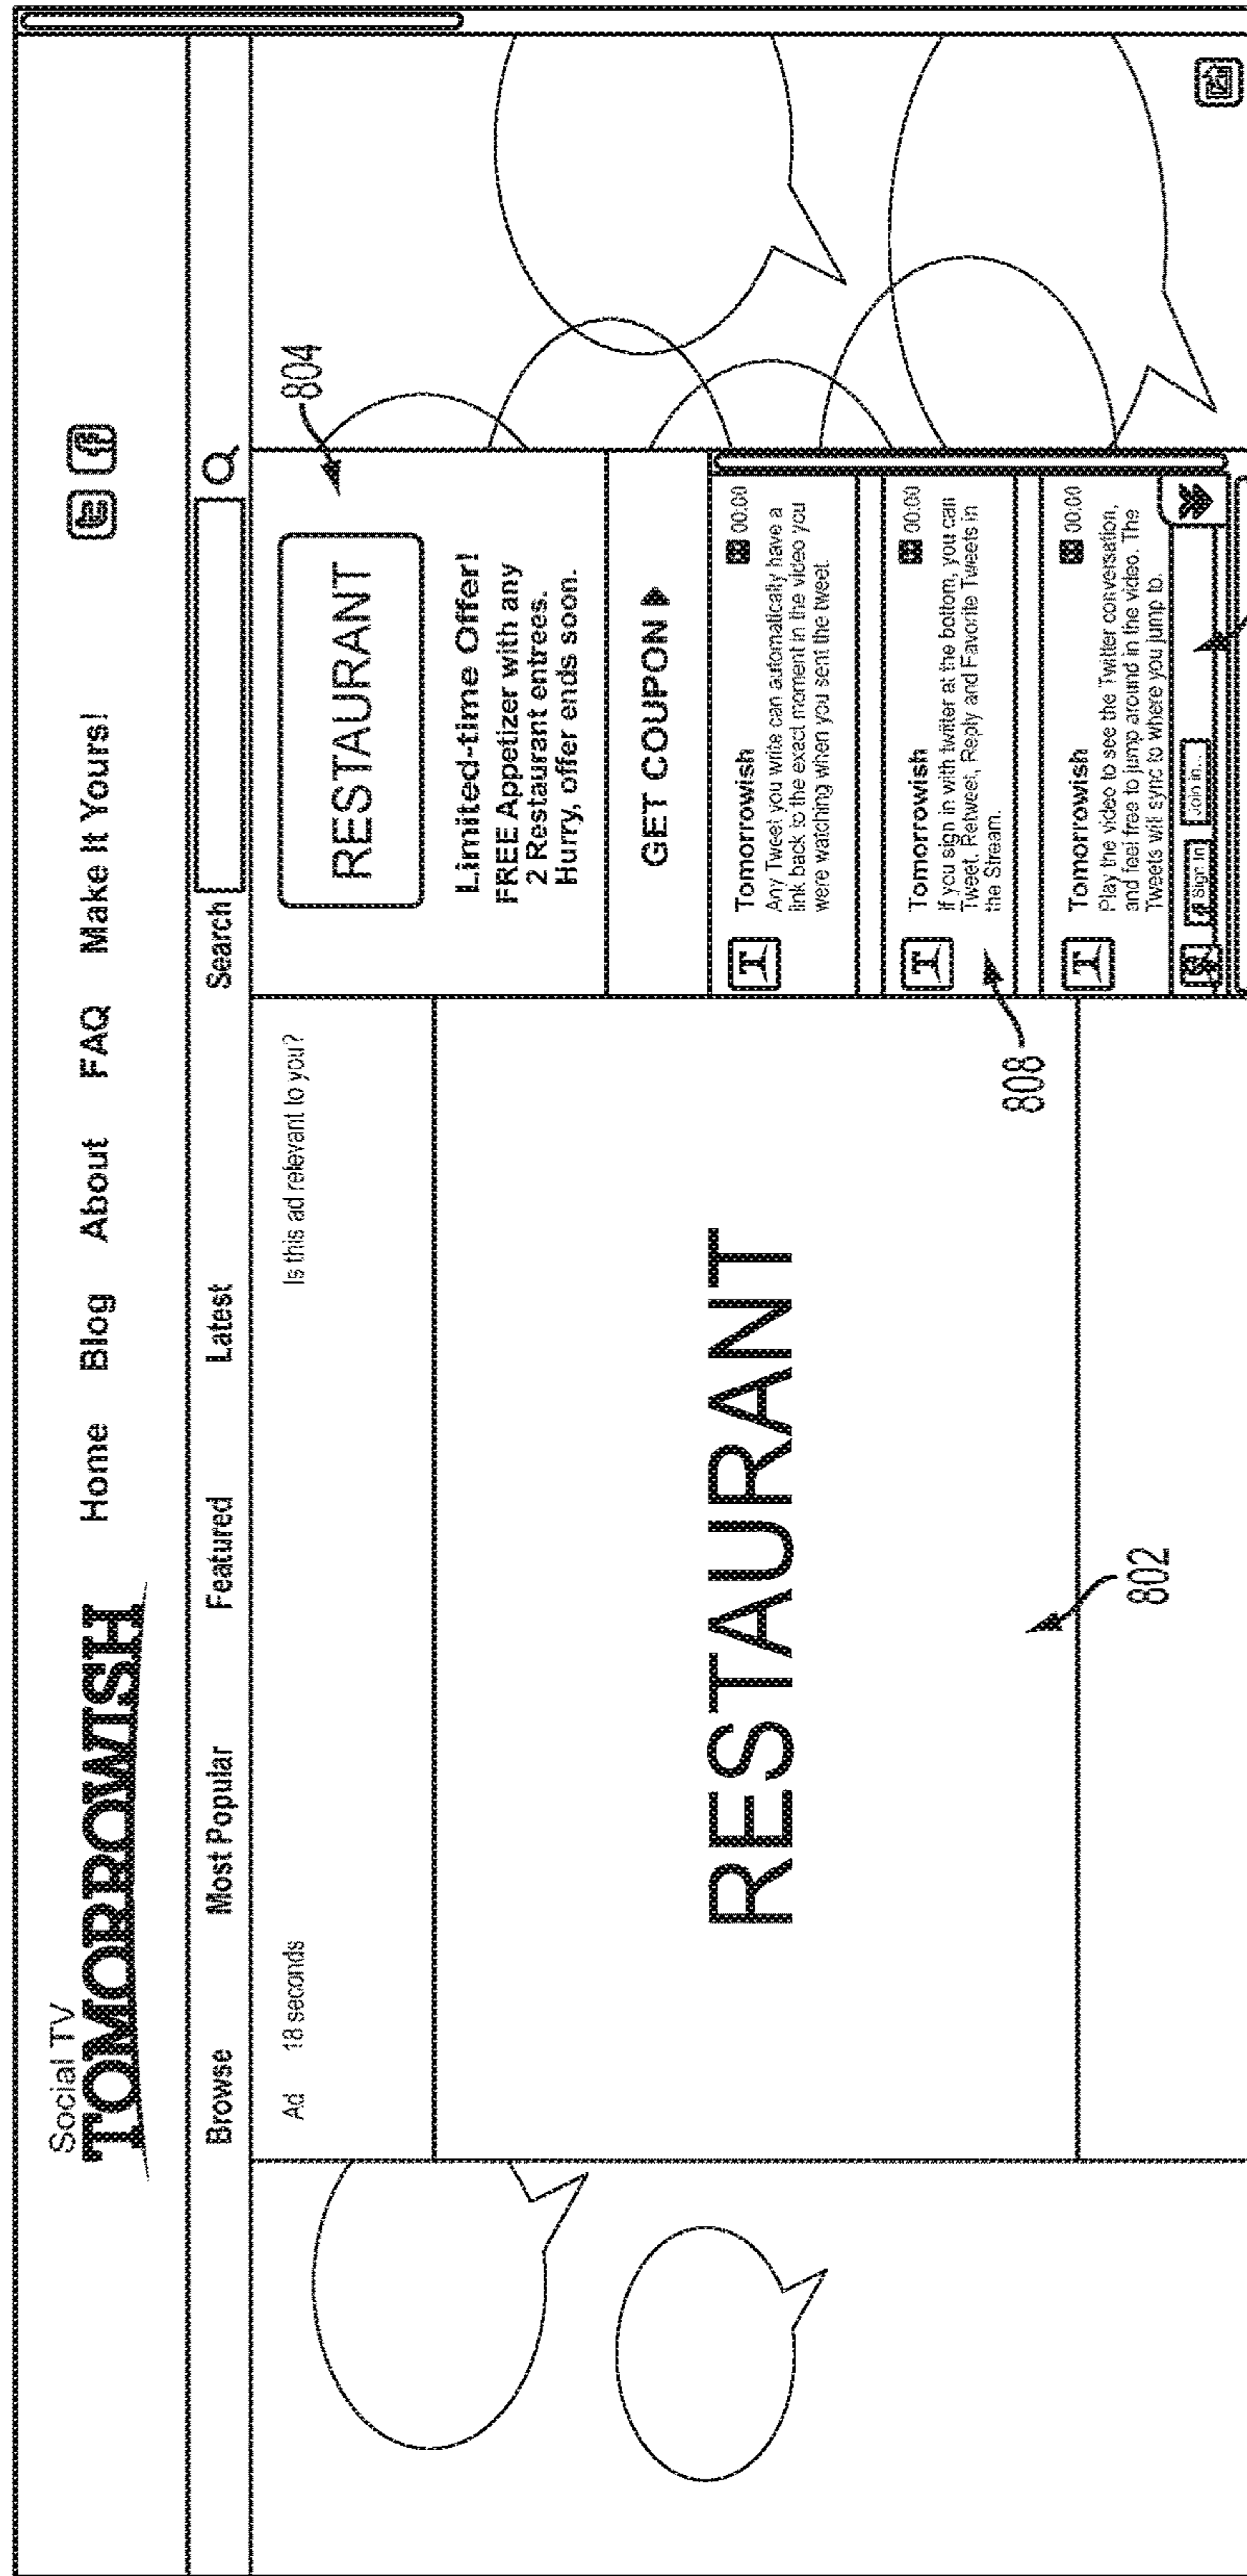 Social TV
TOMORROWISH
Home Blog About FAQ Make It Yours!
Browse Most Popular Featured Latest Search
Ad 18 seconds Is this ad relevant to you?
RESTAURANT
802
804
RESTAURANT
Limited-time Offer!
FREE Appetizer with any
2 Restaurant entrees.
Hurry, offer ends soon.
GET COUPON
Tomorrowish 00:00
Any Tweet you write can automatically have a
link back to the exact moment in the video you
were watching when you sent the tweet.
Tomorrowish 00:00
If you sign in with twitter at the bottom, you can
Tweet, Retweet, Reply and Favorite Tweets in
the Stream.
808
Tomorrowish 00:00
Play the video to see the Twitter conversation,
and feel free to jump around in the video. The
Tweets will sync to where you jump to.
Sign In Join in...